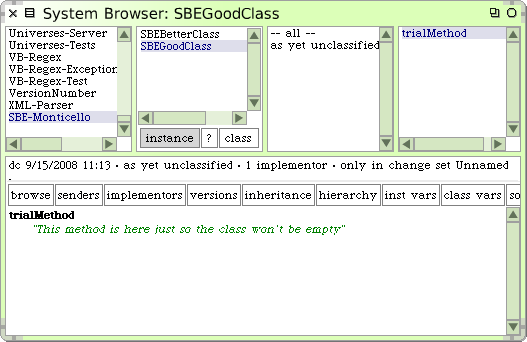 System Browser: SBEGoodClass
Universes-Server
Universes-Tests
VB-Regex
VB-Regex-Exception
VB-Regex-Test
VersionNumber
XML-Parser
SBE-Monticello
SBEBetterClass
SBEGoodClass
instance ? class
-- all --
as yet unclassified
trialMethod
dc 9/15/2008 11:13 · as yet unclassified · 1 implementor · only in change set Unnamed
.
browse senders implementors versions inheritance hierarchy inst vars class vars so
trialMethod
"This method is here just so the class won't be empty"